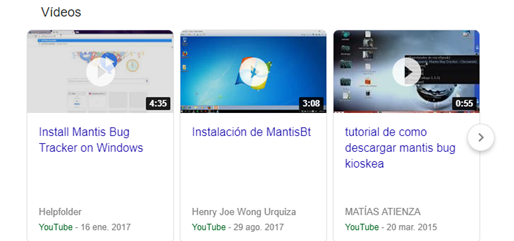 Vídeos
4:35
3:08
0:55
Install Mantis Bug
Tracker on Windows
Instalación de MantisBt
tutorial de como
descargar mantis bug
kioskea
Helpfolder
YouTube - 16 ene. 2017
Henry Joe Wong Urquiza
YouTube - 29 ago. 2017
MATÍAS ATIENZA
YouTube - 20 mar. 2015